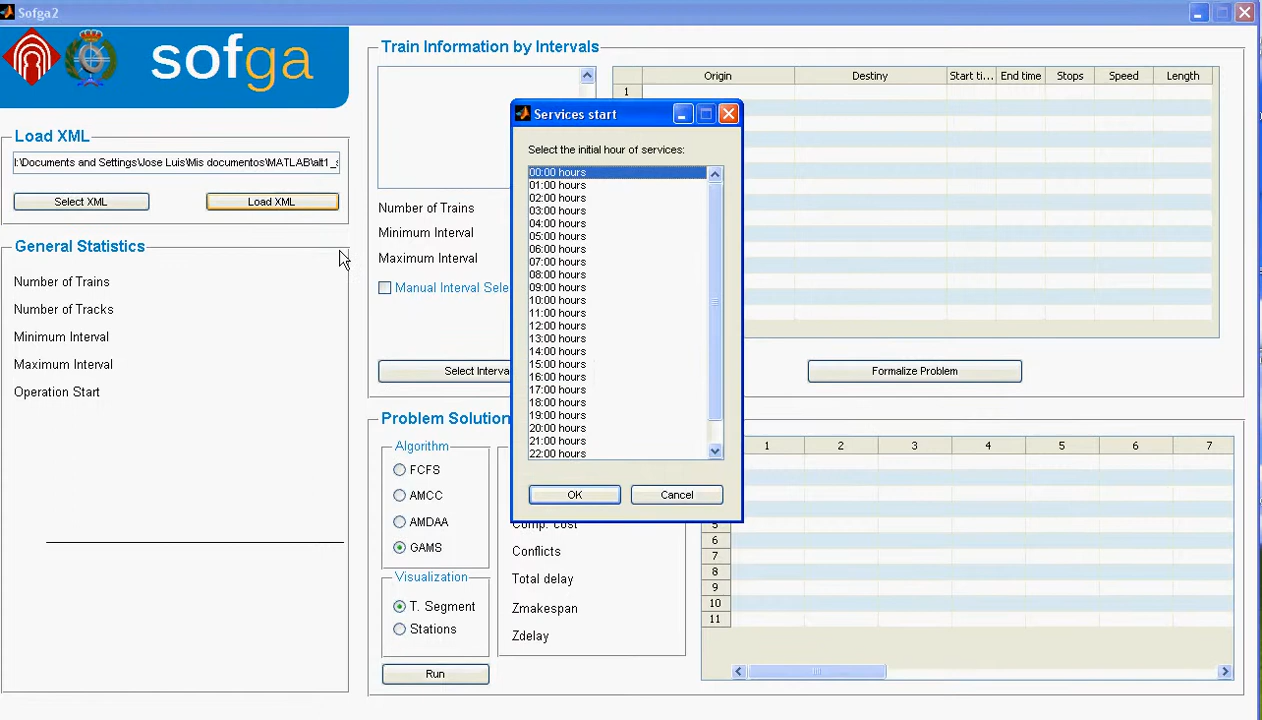 Sofga2
sofga
Load XML
I:\Documents and Settings\Jose Luis\Mis documentos\MATLAB\alt1_s
Select XML
Load XML
General Statistics
Number of Trains
Number of Tracks
Minimum Interval
Maximum Interval
Operation Start
Train Information by Intervals
Origin Destiny Start ti... End time Stops Speed Length
1
Number of Trains
Minimum Interval
Maximum Interval
Manual Interval Sele
Select Interva
Formalize Problem
Services start
Select the initial hour of services:
00:00 hours
01:00 hours
02:00 hours
03:00 hours
04:00 hours
05:00 hours
06:00 hours
07:00 hours
08:00 hours
09:00 hours
10:00 hours
11:00 hours
12:00 hours
13:00 hours
14:00 hours
15:00 hours
16:00 hours
17:00 hours
18:00 hours
19:00 hours
20:00 hours
21:00 hours
22:00 hours
OK
Cancel
Problem Solution
Algorithm
FCFS
AMCC
AMDAA
GAMS
Visualization
T. Segment
Stations
Run
Comp. cost
Conflicts
Total delay
Zmakespan
Zdelay
1 2 3 4 5 6 7
5
6
7
8
9
10
11